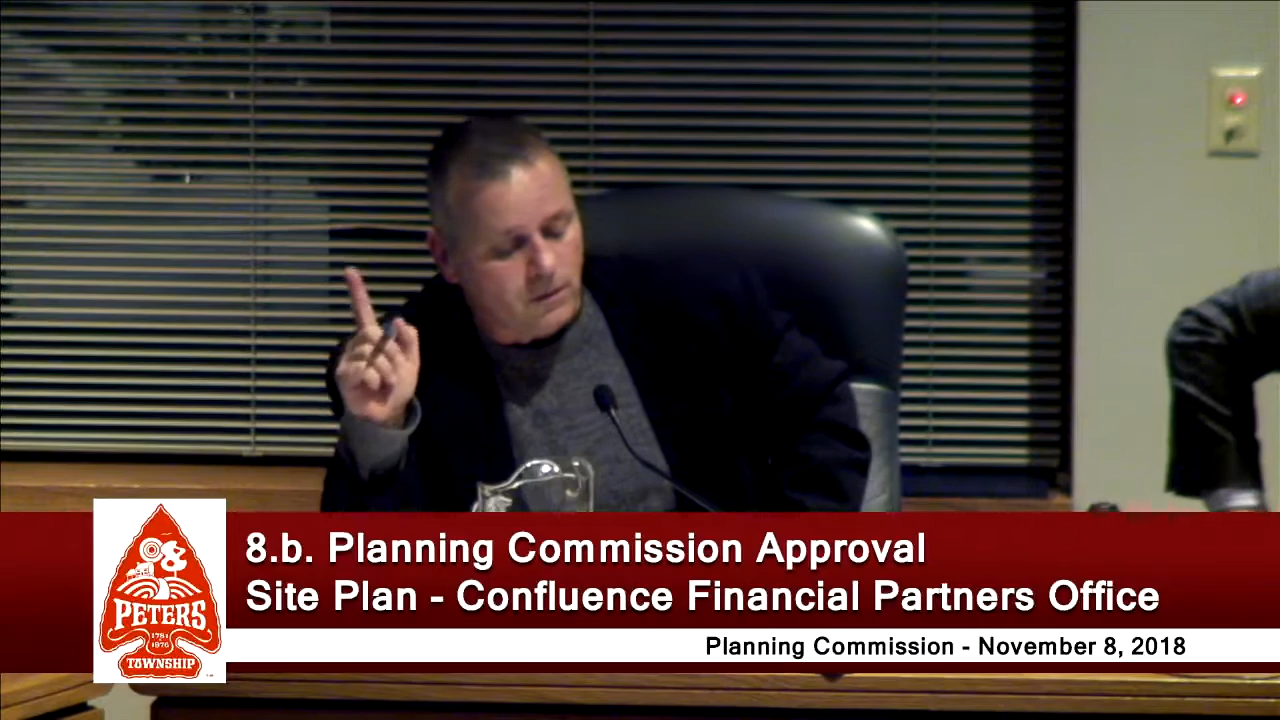 8.b. Planning Commission Approval
Site Plan - Confluence Financial Partners Office
Planning Commission - November 8, 2018
PETERS
1781
1976
TOWNSHIP